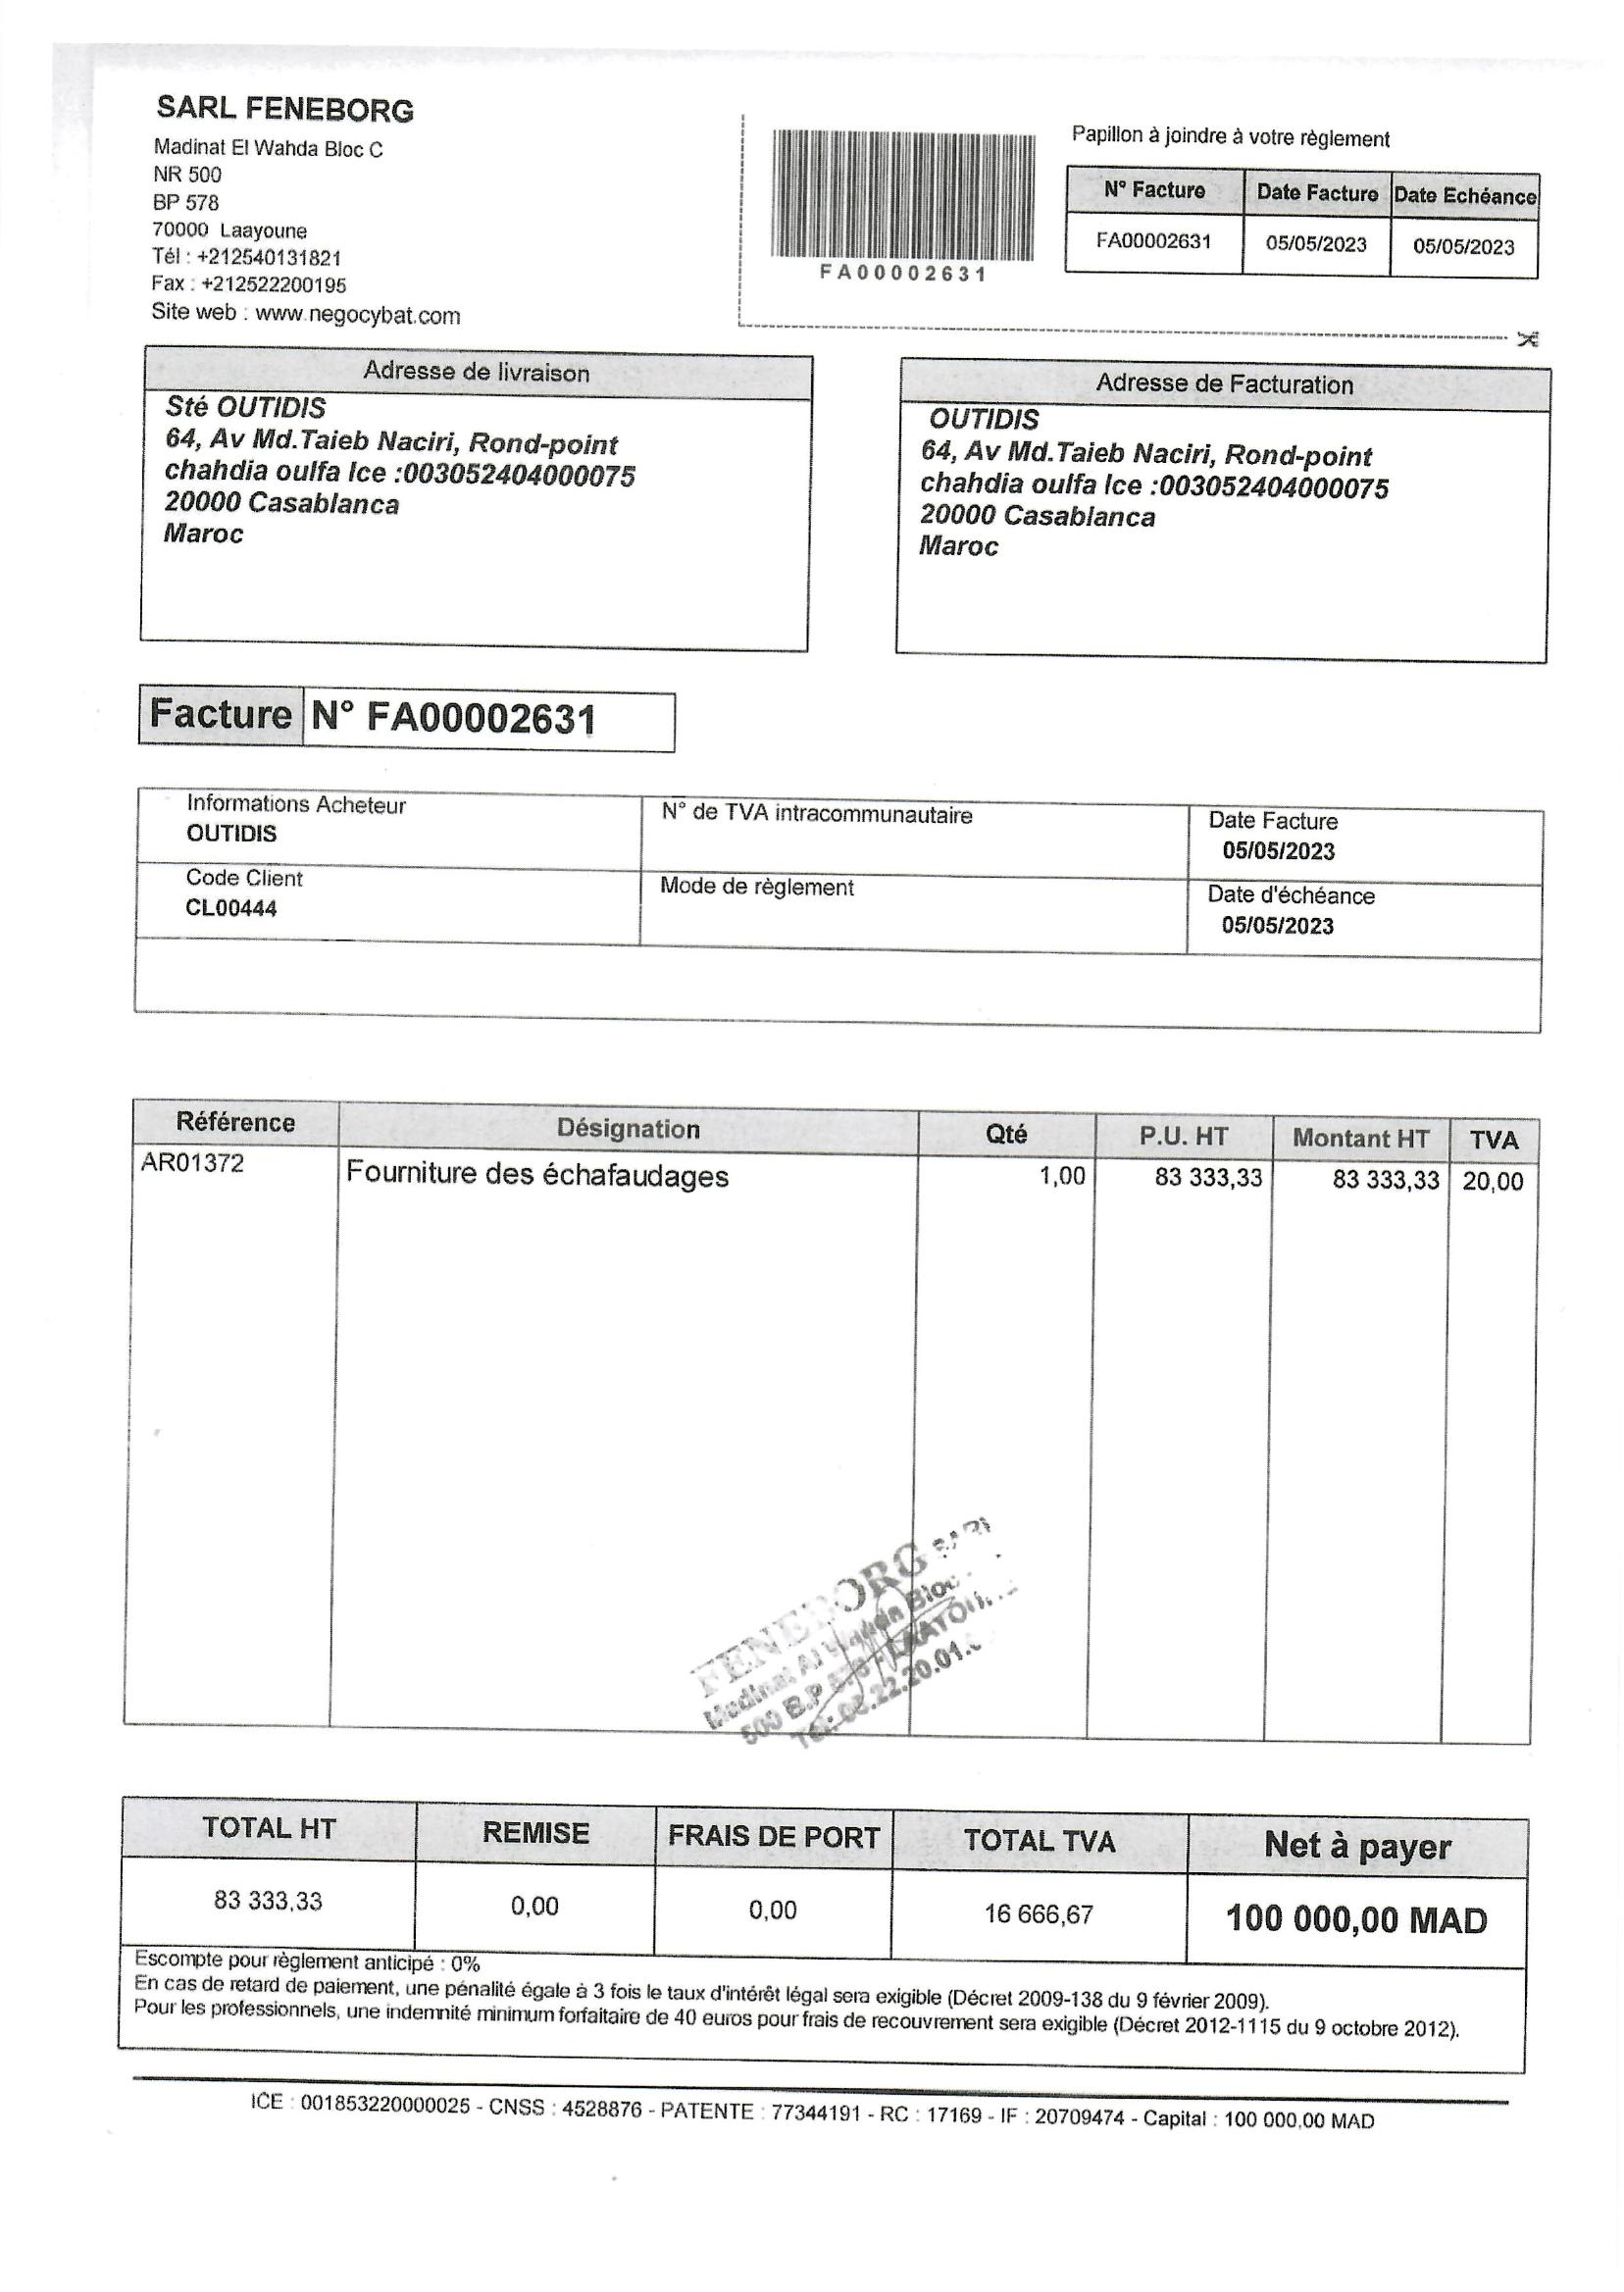 SARL FENEBORG
Madinat El Wahda Bloc C
NR 500
BP 578
70000 Laayoune
Tél : +212540131821
Fax : +212522200195
Site web : www.negocybat.com
FA00002631
Papillon à joindre à votre règlement
N° Facture Date Facture Date Echéance
FA00002631 05/05/2023 05/05/2023
Adresse de livraison
Sté OUTIDIS
64, Av Md.Taieb Naciri, Rond-point
chahdia oulfa Ice :003052404000075
20000 Casablanca
Maroc
Adresse de Facturation
OUTIDIS
64, Av Md.Taieb Naciri, Rond-point
chahdia oulfa Ice :003052404000075
20000 Casablanca
Maroc
Facture N° FA00002631
Informations Acheteur
OUTIDIS
N° de TVA intracommunautaire
Date Facture
05/05/2023
Code Client
CL00444
Mode de règlement
Date d'échéance
05/05/2023
Référence Désignation Qté P.U. HT Montant HT TVA
AR01372 Fourniture des échafaudages 1,00 83 333,33 83 333,33 20,00
FENEBORG SARL
Madinat Al Bloc
500 B.P 578
TOTAL HT REMISE FRAIS DE PORT TOTAL TVA Net à payer
83 333,33 0,00 0,00 16 666,67 100 000,00 MAD
Escompte pour règlement anticipé : 0%
En cas de retard de paiement, une pénalité égale à 3 fois le taux d'intérêt légal sera exigible (Décret 2009-138 du 9 février 2009).
Pour les professionnels, une indemnité minimum forfaitaire de 40 euros pour frais de recouvrement sera exigible (Décret 2012-1115 du 9 octobre 2012).
ICE : 001853220000025 - CNSS : 4528876 - PATENTE : 77344191 - RC : 17169 - IF : 20709474 - Capital : 100 000,00 MAD